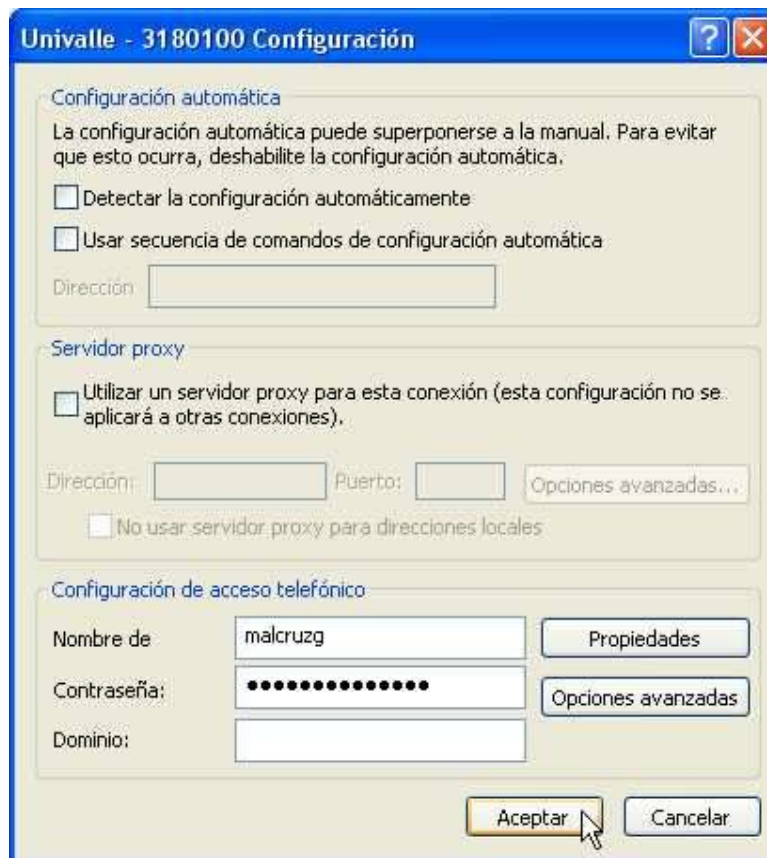 Univalle - 3180100 Configuración
Configuración automática
La configuración automática puede superponerse a la manual. Para evitar
que esto ocurra, deshabilite la configuración automática.
Detectar la configuración automáticamente
Usar secuencia de comandos de configuración automática
Dirección
Servidor proxy
Utilizar un servidor proxy para esta conexión (esta configuración no se
aplicará a otras conexiones).
Dirección: Puerto: Opciones avanzadas...
No usar servidor proxy para direcciones locales
Configuración de acceso telefónico
Nombre de malcruzg Propiedades
Contraseña: ●●●●●●●●●●●●●● Opciones avanzadas
Dominio:
Aceptar Cancelar